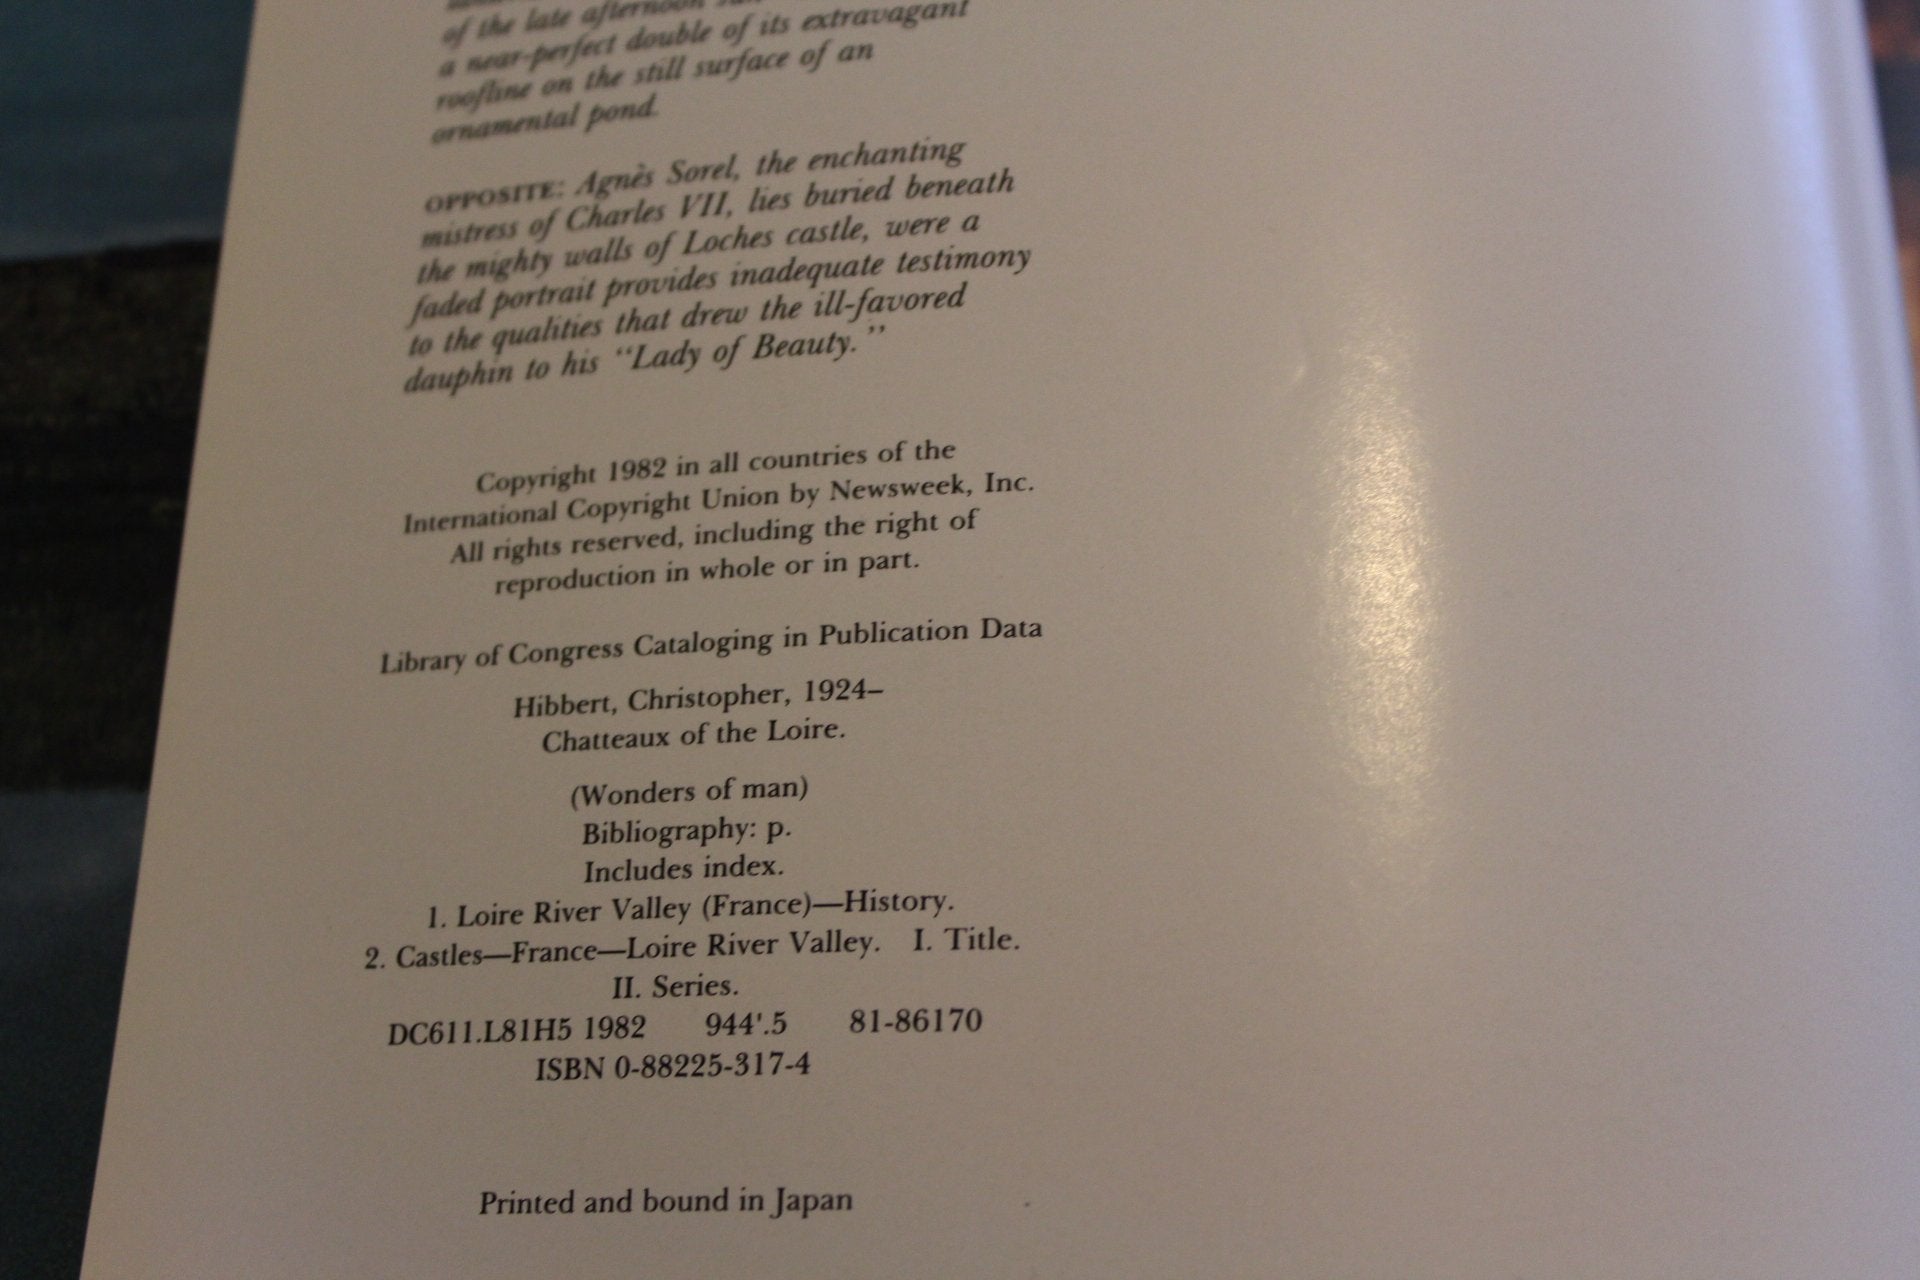 of the late afternoon
a near-perfect double of its extravagant
roofline on the still surface of an
ornamental pond.
OPPOSITE: Agnès Sorel, the enchanting
mistress of Charles VII, lies buried beneath
the mighty walls of Loches castle, were a
faded portrait provides inadequate testimony
to the qualities that drew the ill-favored
dauphin to his “Lady of Beauty.”
Copyright 1982 in all countries of the
International Copyright Union by Newsweek, Inc.
All rights reserved, including the right of
reproduction in whole or in part.
Library of Congress Cataloging in Publication Data
Hibbert, Christopher, 1924–
Chatteaux of the Loire.
(Wonders of man)
Bibliography: p.
Includes index.
1. Loire River Valley (France)—History.
2. Castles—France—Loire River Valley. I. Title.
II. Series.
DC611.L81H5 1982 944'.5 81-86170
ISBN 0-88225-317-4
Printed and bound in Japan